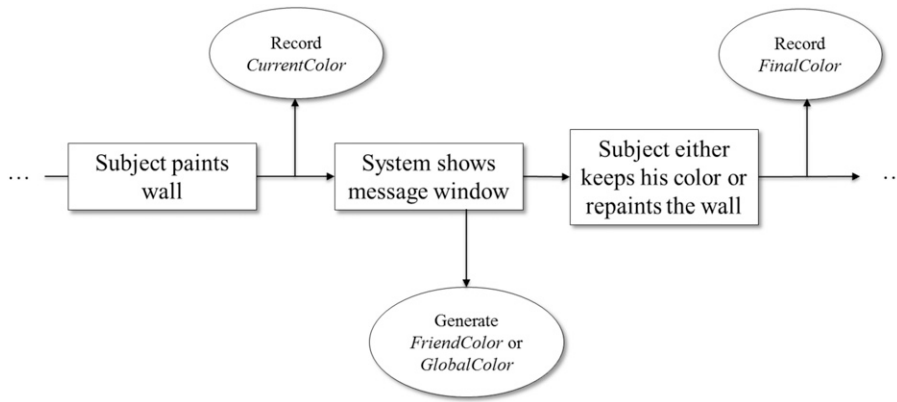 Record
CurrentColor
Record
FinalColor
…
Subject paints
wall
System shows
message window
Subject either
keeps his color or
repaints the wall
..
Generate
FriendColor or
GlobalColor